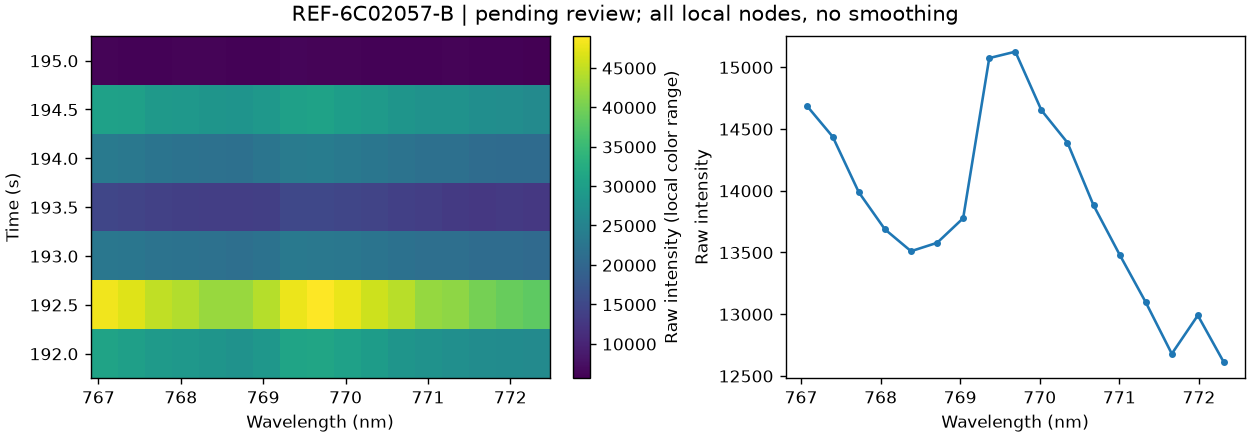 REF-6C02057-B | pending review; all local nodes, no smoothing
195.0
194.5
194.0
193.5
193.0
192.5
192.0
Time (s)
767 768 769 770 771 772
Wavelength (nm)
45000
40000
35000
30000
25000
20000
15000
10000
Raw intensity (local color range)
15000
14500
14000
13500
13000
12500
Raw intensity
767 768 769 770 771 772
Wavelength (nm)